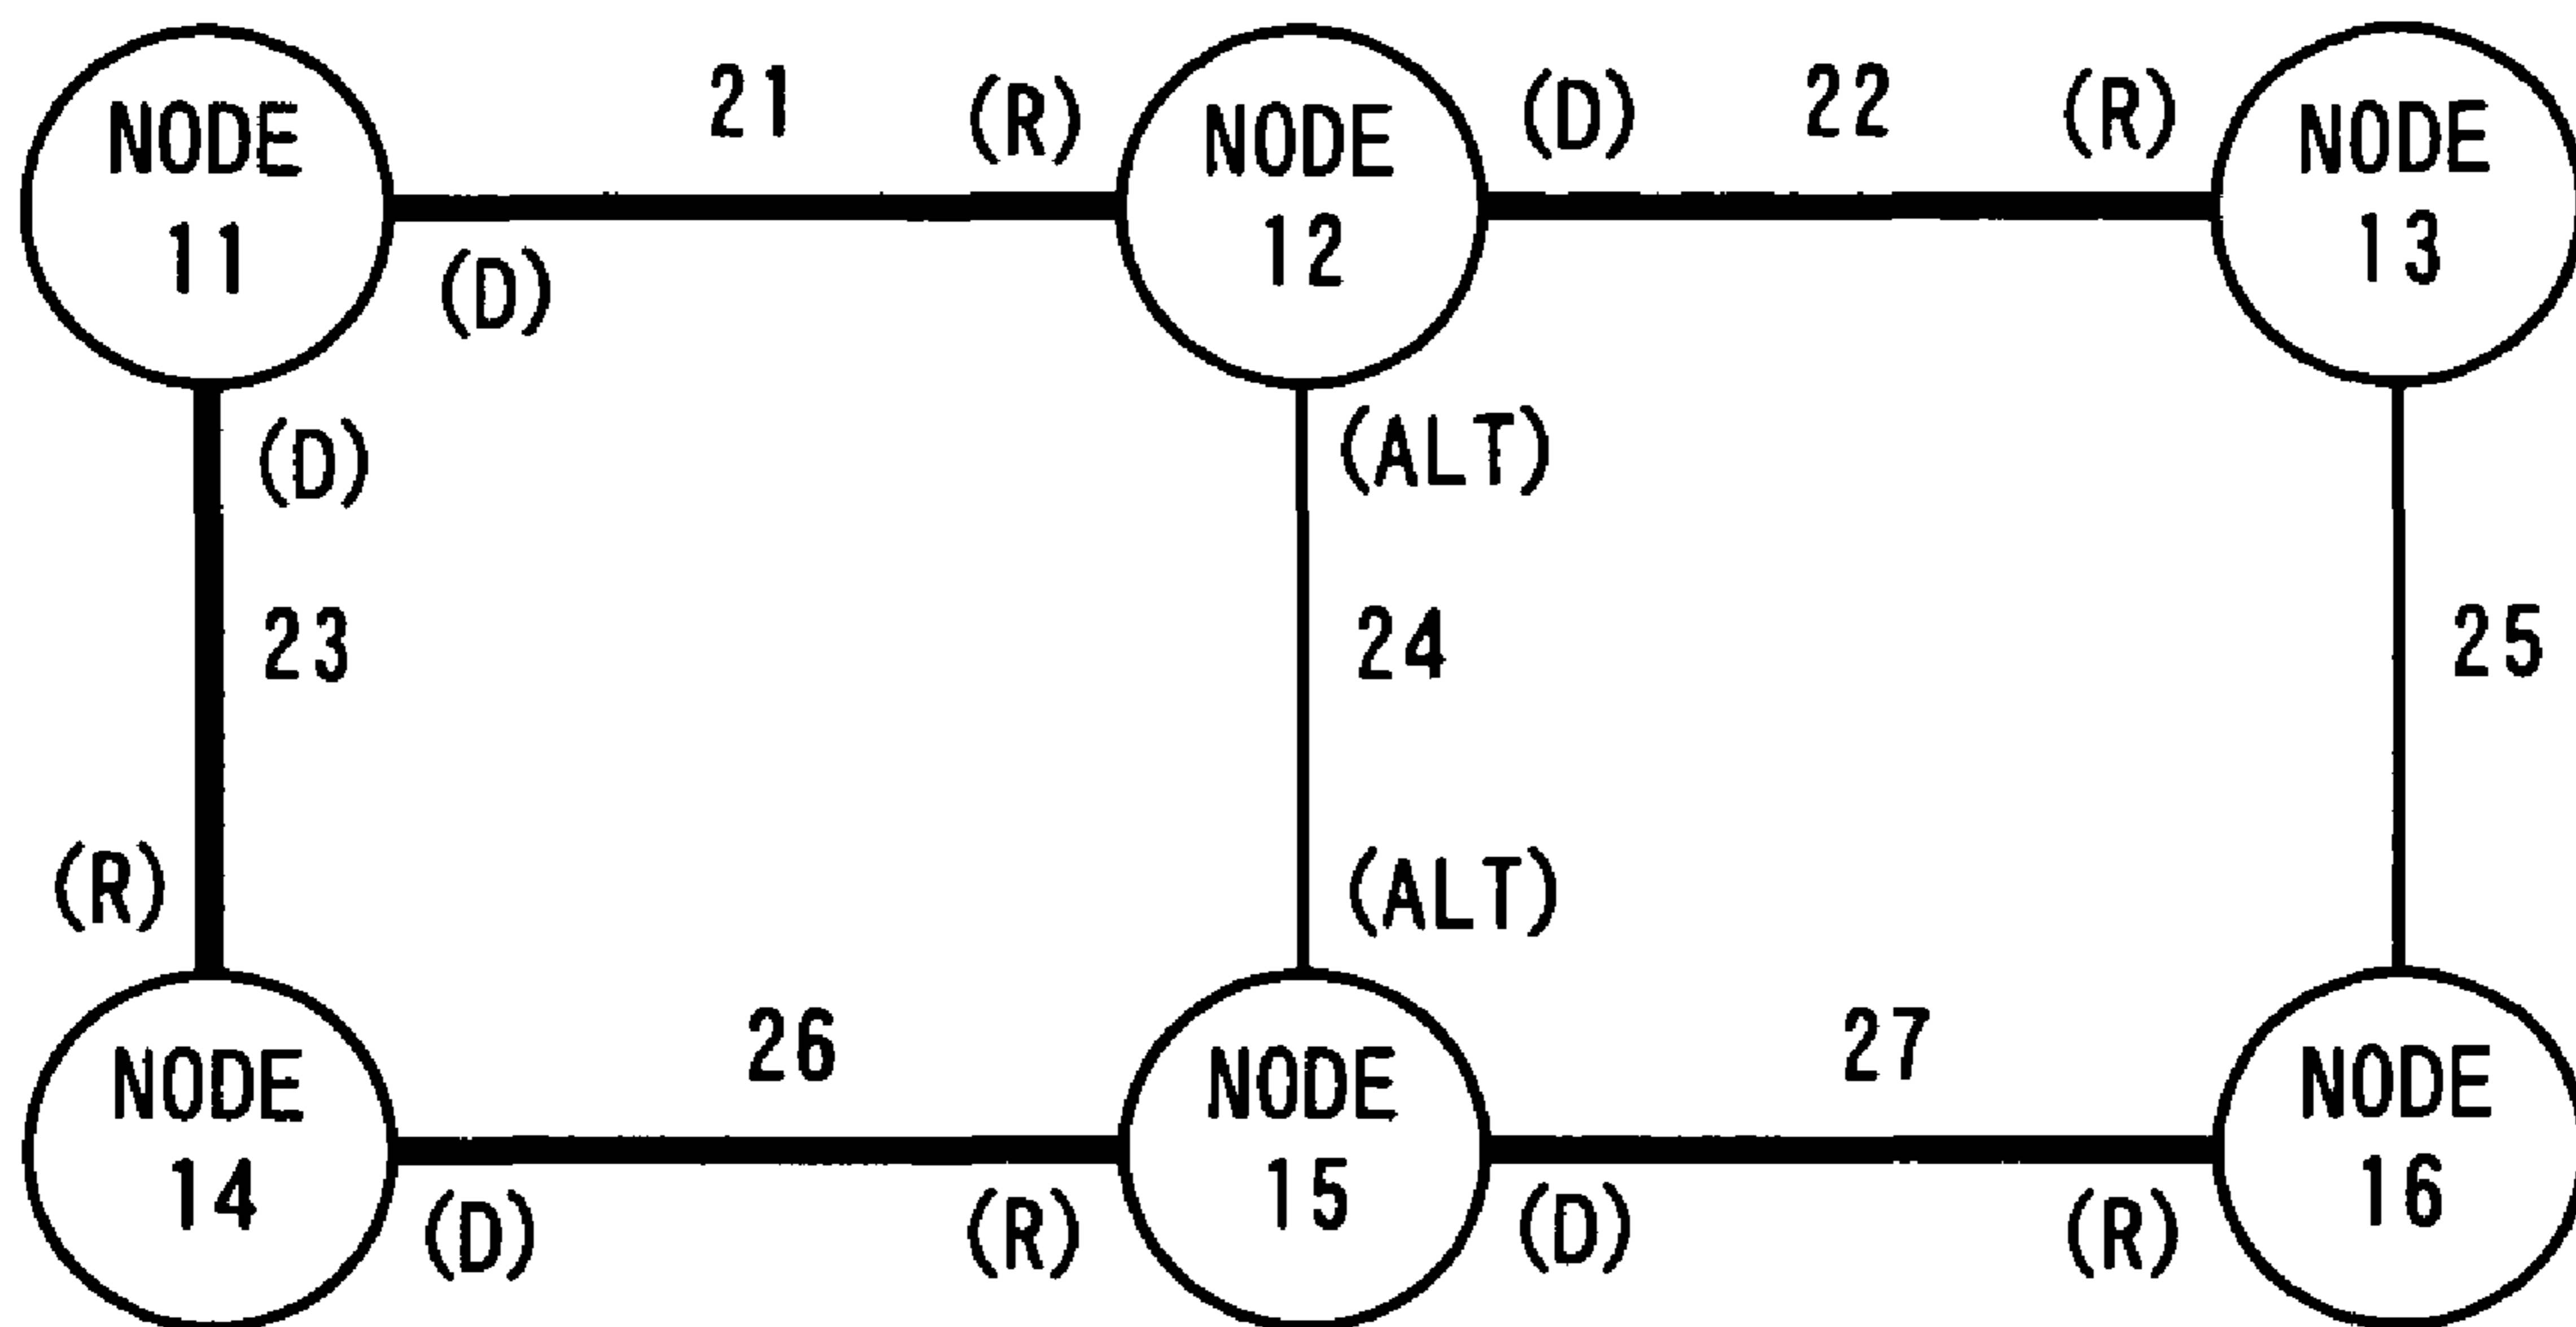 NODE
11
21
(R)
(D)
NODE
12
(D)
22
(R)
NODE
13
(D)
23
(R)
(ALT)
24
(ALT)
25
NODE
14
26
(D)
(R)
NODE
15
27
(D)
(R)
NODE
16